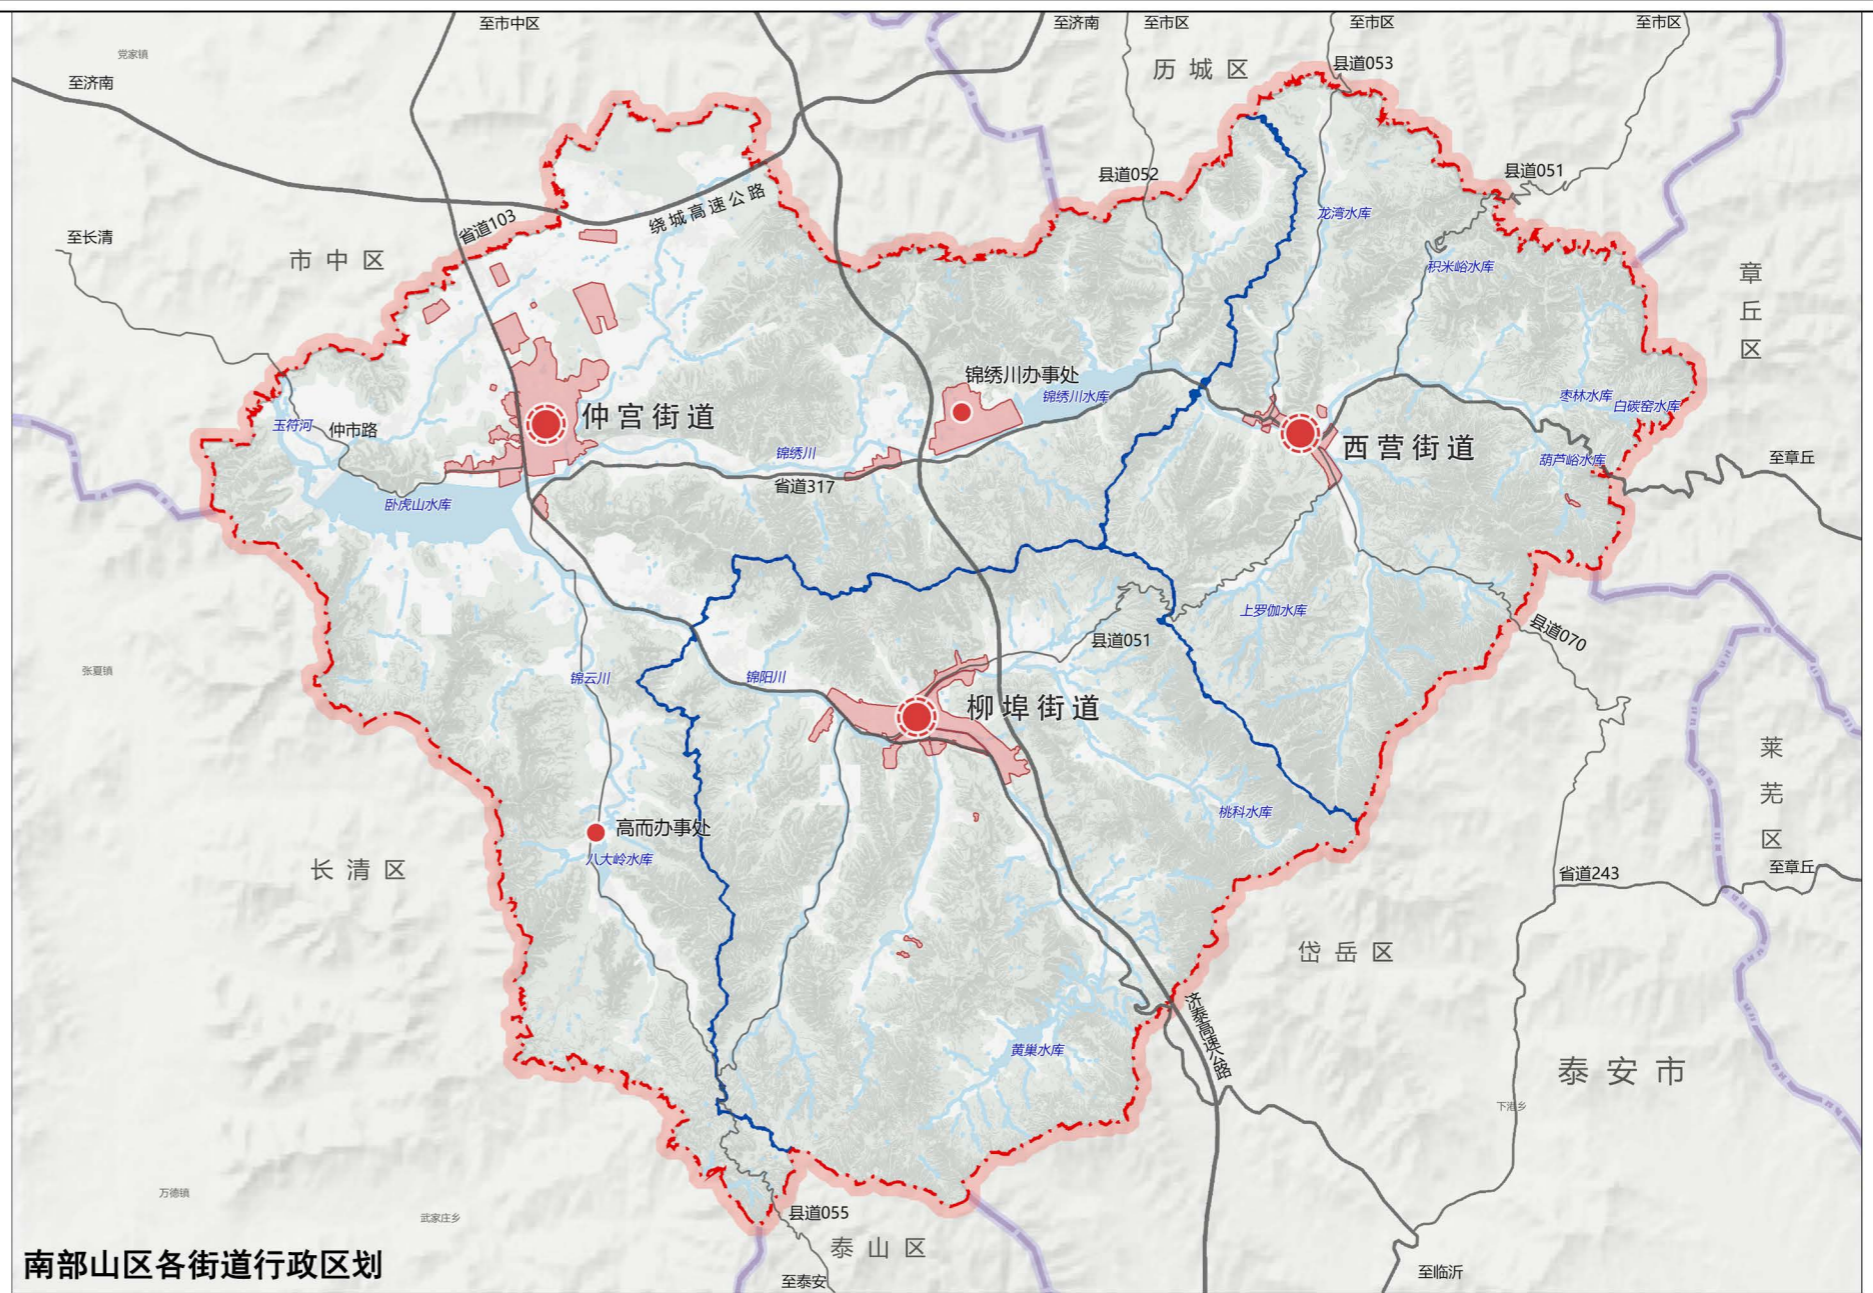 至市中区
至济南
至市区
至市区
至市区
党家镇
历城区
县道053
至济南
县道052
县道051
绕城高速公路
省道103
龙湾水库
至长清
市中区
积米峪水库
章丘区
锦绣川办事处
锦绣川水库
枣林水库
白碳窑水库
仲宫街道
玉符河
仲市路
西营街道
锦绣川
葫芦峪水库
至章丘
省道317
卧虎山水库
上罗伽水库
县道051
县道070
张夏镇
锦云川
锦阳川
柳埠街道
莱芜区
桃科水库
高而办事处
八大岭水库
长清区
省道243
至章丘
岱岳区
济泰高速公路
黄巢水库
泰安市
下港乡
万德镇
武家庄乡
县道055
泰山区
南部山区各街道行政区划
至泰安
至临沂